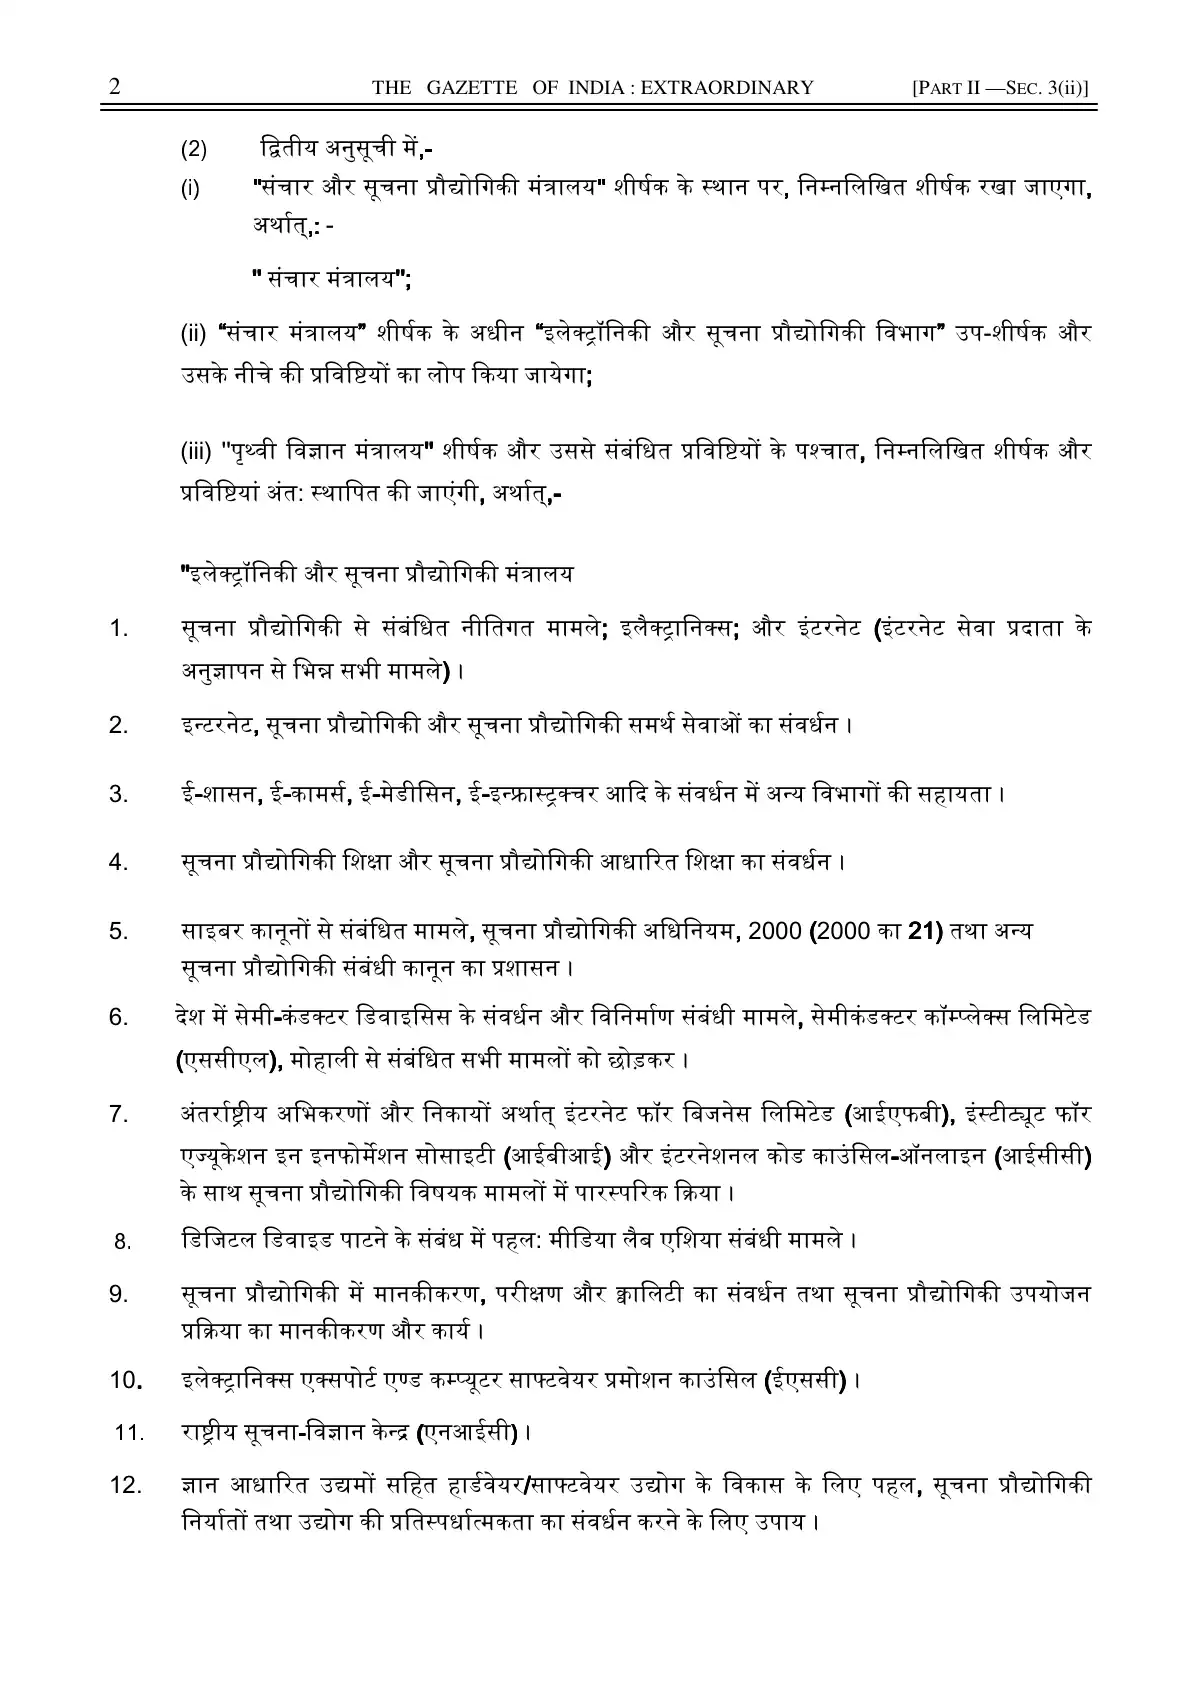 2 THE GAZETTE OF INDIA : EXTRAORDINARY [PART II —SEC. 3(ii)]
(2) द्वितीय अनुसूची में,-
(i) "संचार और सूचना प्रौद्योगिकी मंत्रालय" शीर्षक के स्थान पर, निम्नलिखित शीर्षक रखा जाएगा,
अर्थात्,: -
" संचार मंत्रालय";
(ii) “संचार मंत्रालय” शीर्षक के अधीन “इलेक्ट्रॉनिकी और सूचना प्रौद्योगिकी विभाग” उप-शीर्षक और
उसके नीचे की प्रविष्टियों का लोप किया जायेगा;
(iii) "पृथ्वी विज्ञान मंत्रालय" शीर्षक और उससे संबंधित प्रविष्टियों के पश्चात, निम्नलिखित शीर्षक और
प्रविष्टियां अंत: स्थापित की जाएंगी, अर्थात्,-
"इलेक्ट्रॉनिकी और सूचना प्रौद्योगिकी मंत्रालय
1. सूचना प्रौद्योगिकी से संबंधित नीतिगत मामले; इलैक्ट्रानिक्स; और इंटरनेट (इंटरनेट सेवा प्रदाता के
अनुज्ञापन से भिन्न सभी मामले) ।
2. इन्टरनेट, सूचना प्रौद्योगिकी और सूचना प्रौद्योगिकी समर्थ सेवाओं का संवर्धन ।
3. ई-शासन, ई-कामर्स, ई-मेडीसिन, ई-इन्फ्रास्ट्रक्चर आदि के संवर्धन में अन्य विभागों की सहायता ।
4. सूचना प्रौद्योगिकी शिक्षा और सूचना प्रौद्योगिकी आधारित शिक्षा का संवर्धन ।
5. साइबर कानूनों से संबंधित मामले, सूचना प्रौद्योगिकी अधिनियम, 2000 (2000 का 21) तथा अन्य
सूचना प्रौद्योगिकी संबंधी कानून का प्रशासन ।
6. देश में सेमी-कंडक्टर डिवाइसिस के संवर्धन और विनिर्माण संबंधी मामले, सेमीकंडक्टर कॉम्प्लेक्स लिमिटेड
(एससीएल), मोहाली से संबंधित सभी मामलों को छोड़कर ।
7. अंतर्राष्ट्रीय अभिकरणों और निकायों अर्थात् इंटरनेट फॉर बिजनेस लिमिटेड (आईएफबी), इंस्टीट्यूट फॉर
एज्यूकेशन इन इनफोर्मेशन सोसाइटी (आईबीआई) और इंटरनेशनल कोड काउंसिल-ऑनलाइन (आईसीसी)
के साथ सूचना प्रौद्योगिकी विषयक मामलों में पारस्परिक क्रिया ।
8. डिजिटल डिवाइड पाटने के संबंध में पहल: मीडिया लैब एशिया संबंधी मामले ।
9. सूचना प्रौद्योगिकी में मानकीकरण, परीक्षण और क्वालिटी का संवर्धन तथा सूचना प्रौद्योगिकी उपयोजन
प्रक्रिया का मानकीकरण और कार्य ।
10. इलेक्ट्रानिक्स एक्सपोर्ट एण्ड कम्प्यूटर साफ्टवेयर प्रमोशन काउंसिल (ईएससी) ।
11. राष्ट्रीय सूचना-विज्ञान केन्द्र (एनआईसी) ।
12. ज्ञान आधारित उद्यमों सहित हार्डवेयर/साफ्टवेयर उद्योग के विकास के लिए पहल, सूचना प्रौद्योगिकी
निर्यातों तथा उद्योग की प्रतिस्पर्धात्मकता का संवर्धन करने के लिए उपाय ।